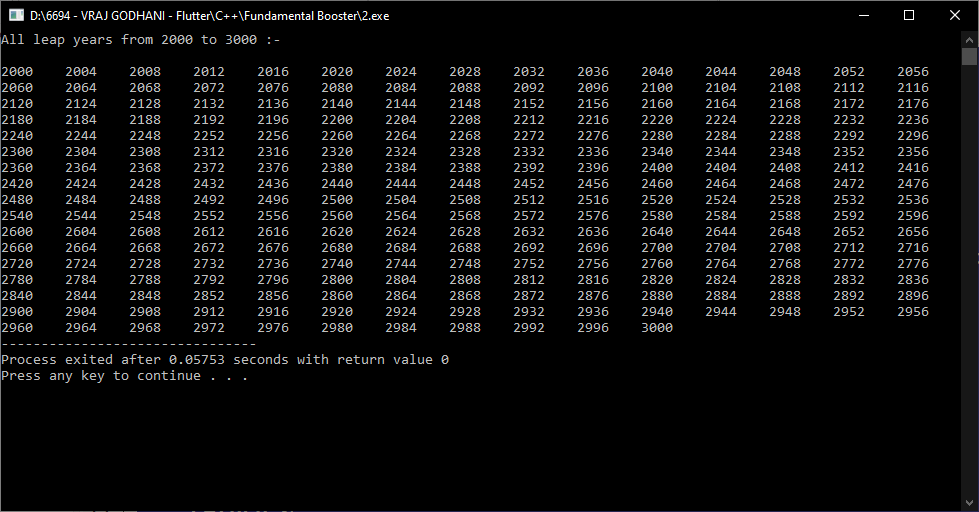 D:\6694 - VRAJ GODHANI - Flutter\C++\Fundamental Booster\2.exe
All leap years from 2000 to 3000 :-
2000 2004 2008 2012 2016 2020 2024 2028 2032 2036 2040 2044 2048 2052 2056
2060 2064 2068 2072 2076 2080 2084 2088 2092 2096 2100 2104 2108 2112 2116
2120 2124 2128 2132 2136 2140 2144 2148 2152 2156 2160 2164 2168 2172 2176
2180 2184 2188 2192 2196 2200 2204 2208 2212 2216 2220 2224 2228 2232 2236
2240 2244 2248 2252 2256 2260 2264 2268 2272 2276 2280 2284 2288 2292 2296
2300 2304 2308 2312 2316 2320 2324 2328 2332 2336 2340 2344 2348 2352 2356
2360 2364 2368 2372 2376 2380 2384 2388 2392 2396 2400 2404 2408 2412 2416
2420 2424 2428 2432 2436 2440 2444 2448 2452 2456 2460 2464 2468 2472 2476
2480 2484 2488 2492 2496 2500 2504 2508 2512 2516 2520 2524 2528 2532 2536
2540 2544 2548 2552 2556 2560 2564 2568 2572 2576 2580 2584 2588 2592 2596
2600 2604 2608 2612 2616 2620 2624 2628 2632 2636 2640 2644 2648 2652 2656
2660 2664 2668 2672 2676 2680 2684 2688 2692 2696 2700 2704 2708 2712 2716
2720 2724 2728 2732 2736 2740 2744 2748 2752 2756 2760 2764 2768 2772 2776
2780 2784 2788 2792 2796 2800 2804 2808 2812 2816 2820 2824 2828 2832 2836
2840 2844 2848 2852 2856 2860 2864 2868 2872 2876 2880 2884 2888 2892 2896
2900 2904 2908 2912 2916 2920 2924 2928 2932 2936 2940 2944 2948 2952 2956
2960 2964 2968 2972 2976 2980 2984 2988 2992 2996 3000
--------------------------------
Process exited after 0.05753 seconds with return value 0
Press any key to continue . . .